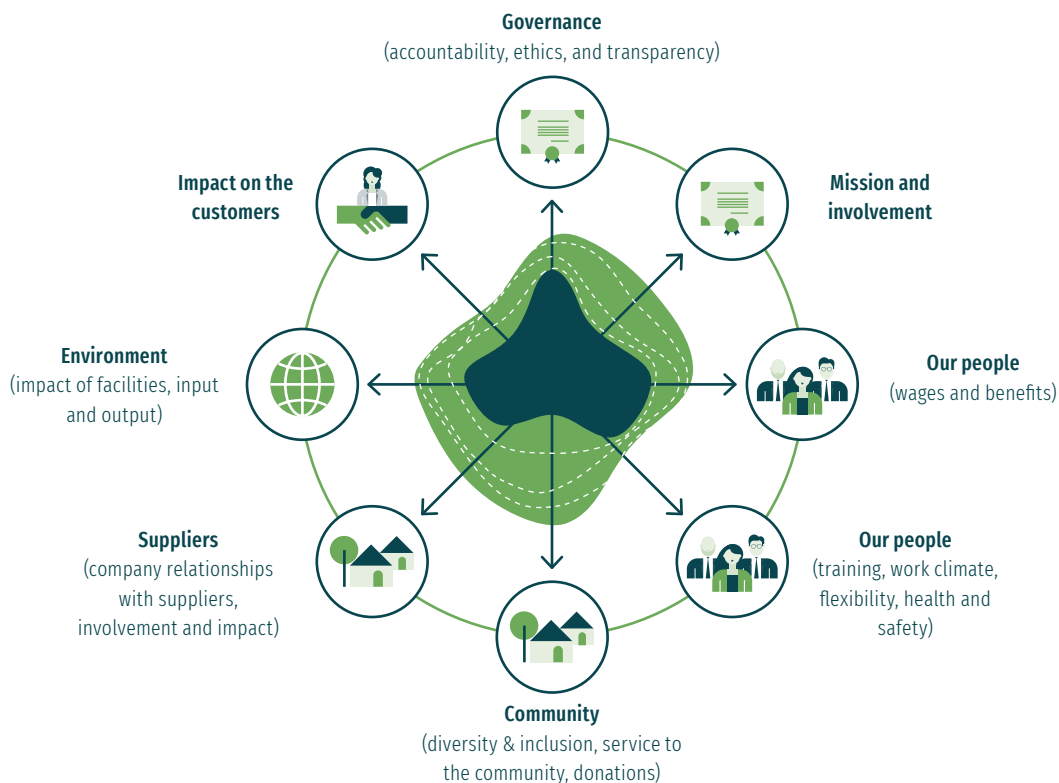 Governance
(accountability, ethics, and transparency)
Impact on the
customers
Mission and
involvement
Environment
(impact of facilities, input
and output)
Our people
(wages and benefits)
Suppliers
(company relationships
with suppliers,
involvement and impact)
Our people
(training, work climate,
flexibility, health and
safety)
Community
(diversity & inclusion, service to
the community, donations)